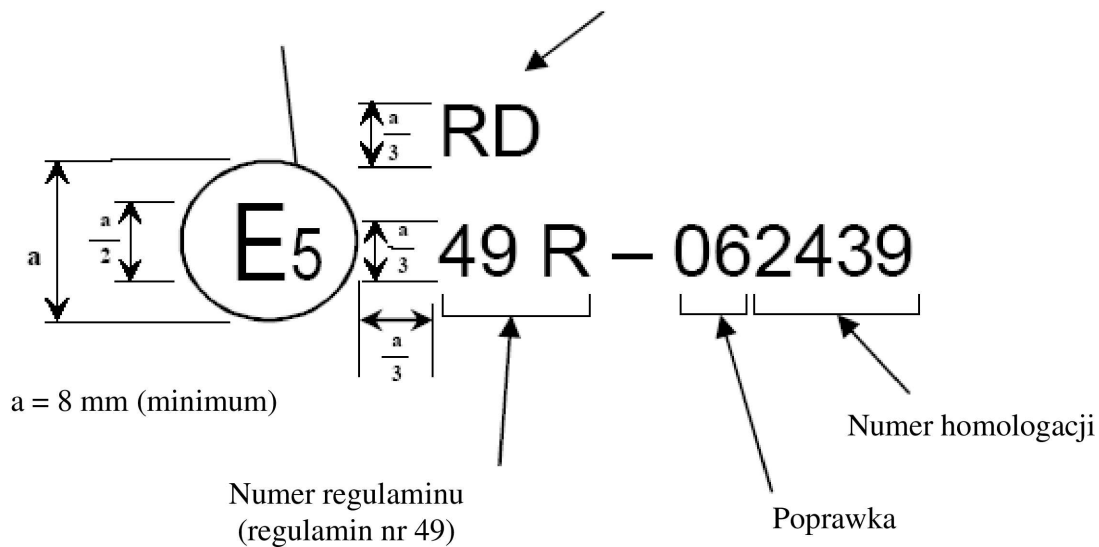 a
3
RD
a
a
2
E5
a
3
49 R – 062439
a
3
a = 8 mm (minimum)
Numer homologacji
Numer regulaminu
(regulamin nr 49)
Poprawka